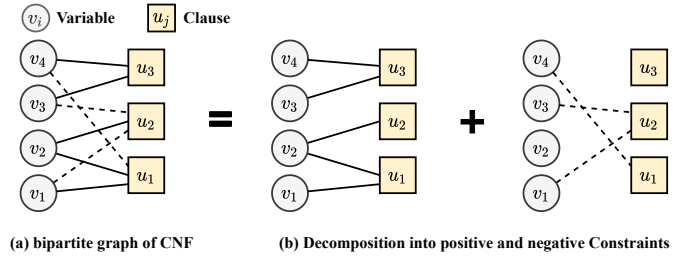 v_i Variable u_j Clause
v_4 u_3 v_4 u_3 v_4 u_3
v_3 v_3 v_3
u_2 = u_2 + u_2
v_2 v_2 v_2
u_1 u_1 u_1
v_1 v_1 v_1
(a) bipartite graph of CNF (b) Decomposition into positive and negative Constraints